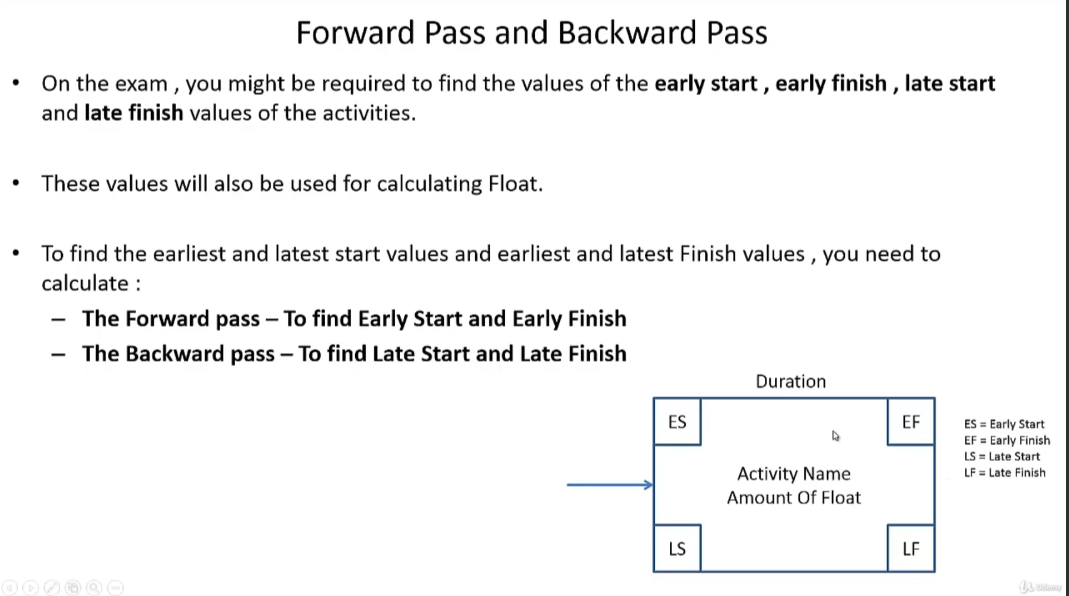 Forward Pass and Backward Pass
• On the exam , you might be required to find the values of the early start , early finish , late start
and late finish values of the activities.
• These values will also be used for calculating Float.
• To find the earliest and latest start values and earliest and latest Finish values , you need to
calculate :
– The Forward pass – To find Early Start and Early Finish
– The Backward pass – To find Late Start and Late Finish
Duration
ES
EF
Activity Name
Amount Of Float
LS
LF
ES = Early Start
EF = Early Finish
LS = Late Start
LF = Late Finish
Udemy